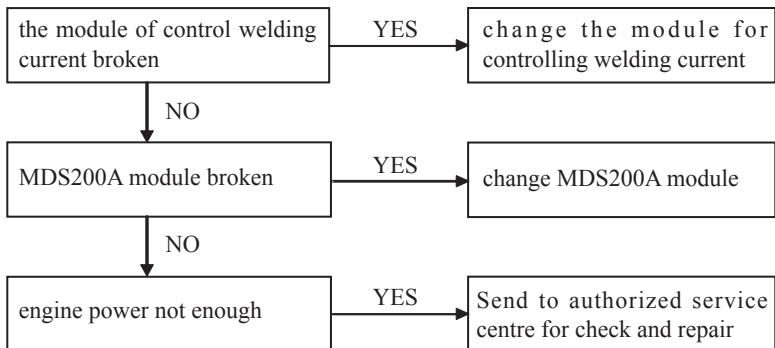 the module of control welding
current broken
YES
change the module for
controlling welding current
NO
MDS200A module broken
YES
change MDS200A module
NO
engine power not enough
YES
Send to authorized service
centre for check and repair